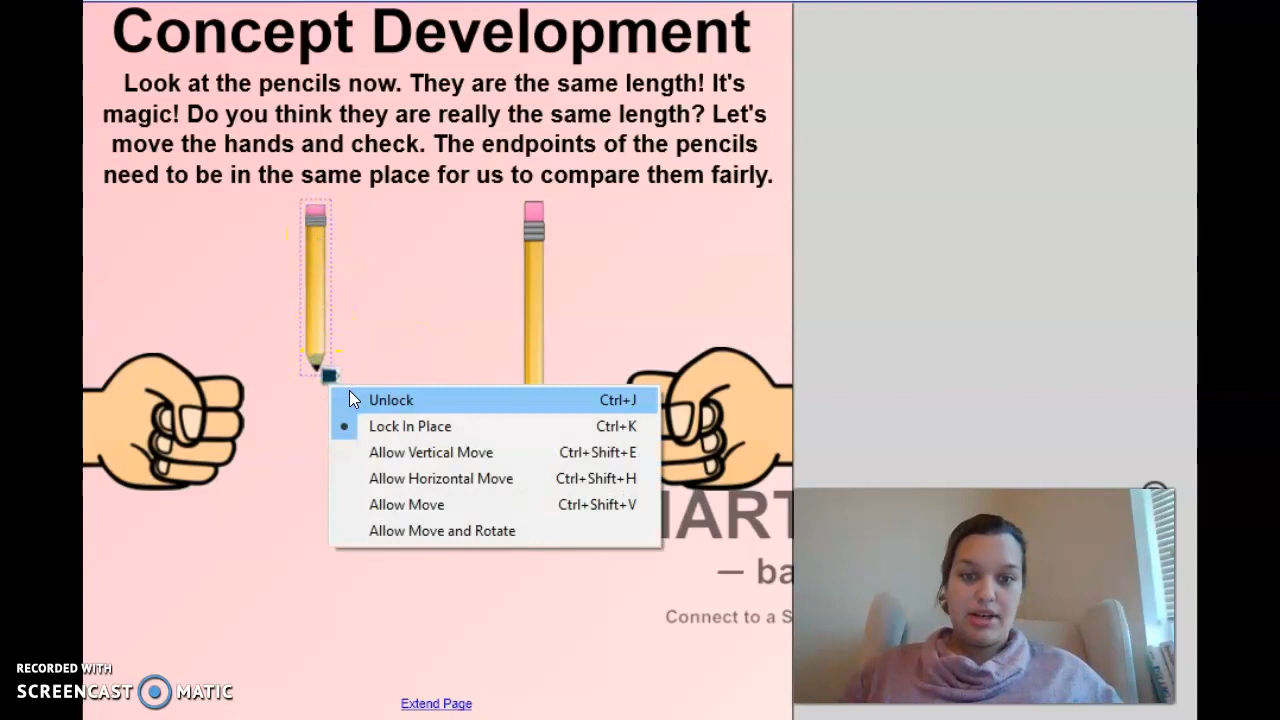 Concept Development
Look at the pencils now. They are the same length! It's
magic! Do you think they are really the same length? Let's
move the hands and check. The endpoints of the pencils
need to be in the same place for us to compare them fairly.
Unlock Ctrl+J
Lock In Place Ctrl+K
Allow Vertical Move Ctrl+Shift+E
Allow Horizontal Move Ctrl+Shift+H
Allow Move Ctrl+Shift+V
Allow Move and Rotate
— ba
Connect to a S
RECORDED WITH
SCREENCAST MATIC
Extend Page